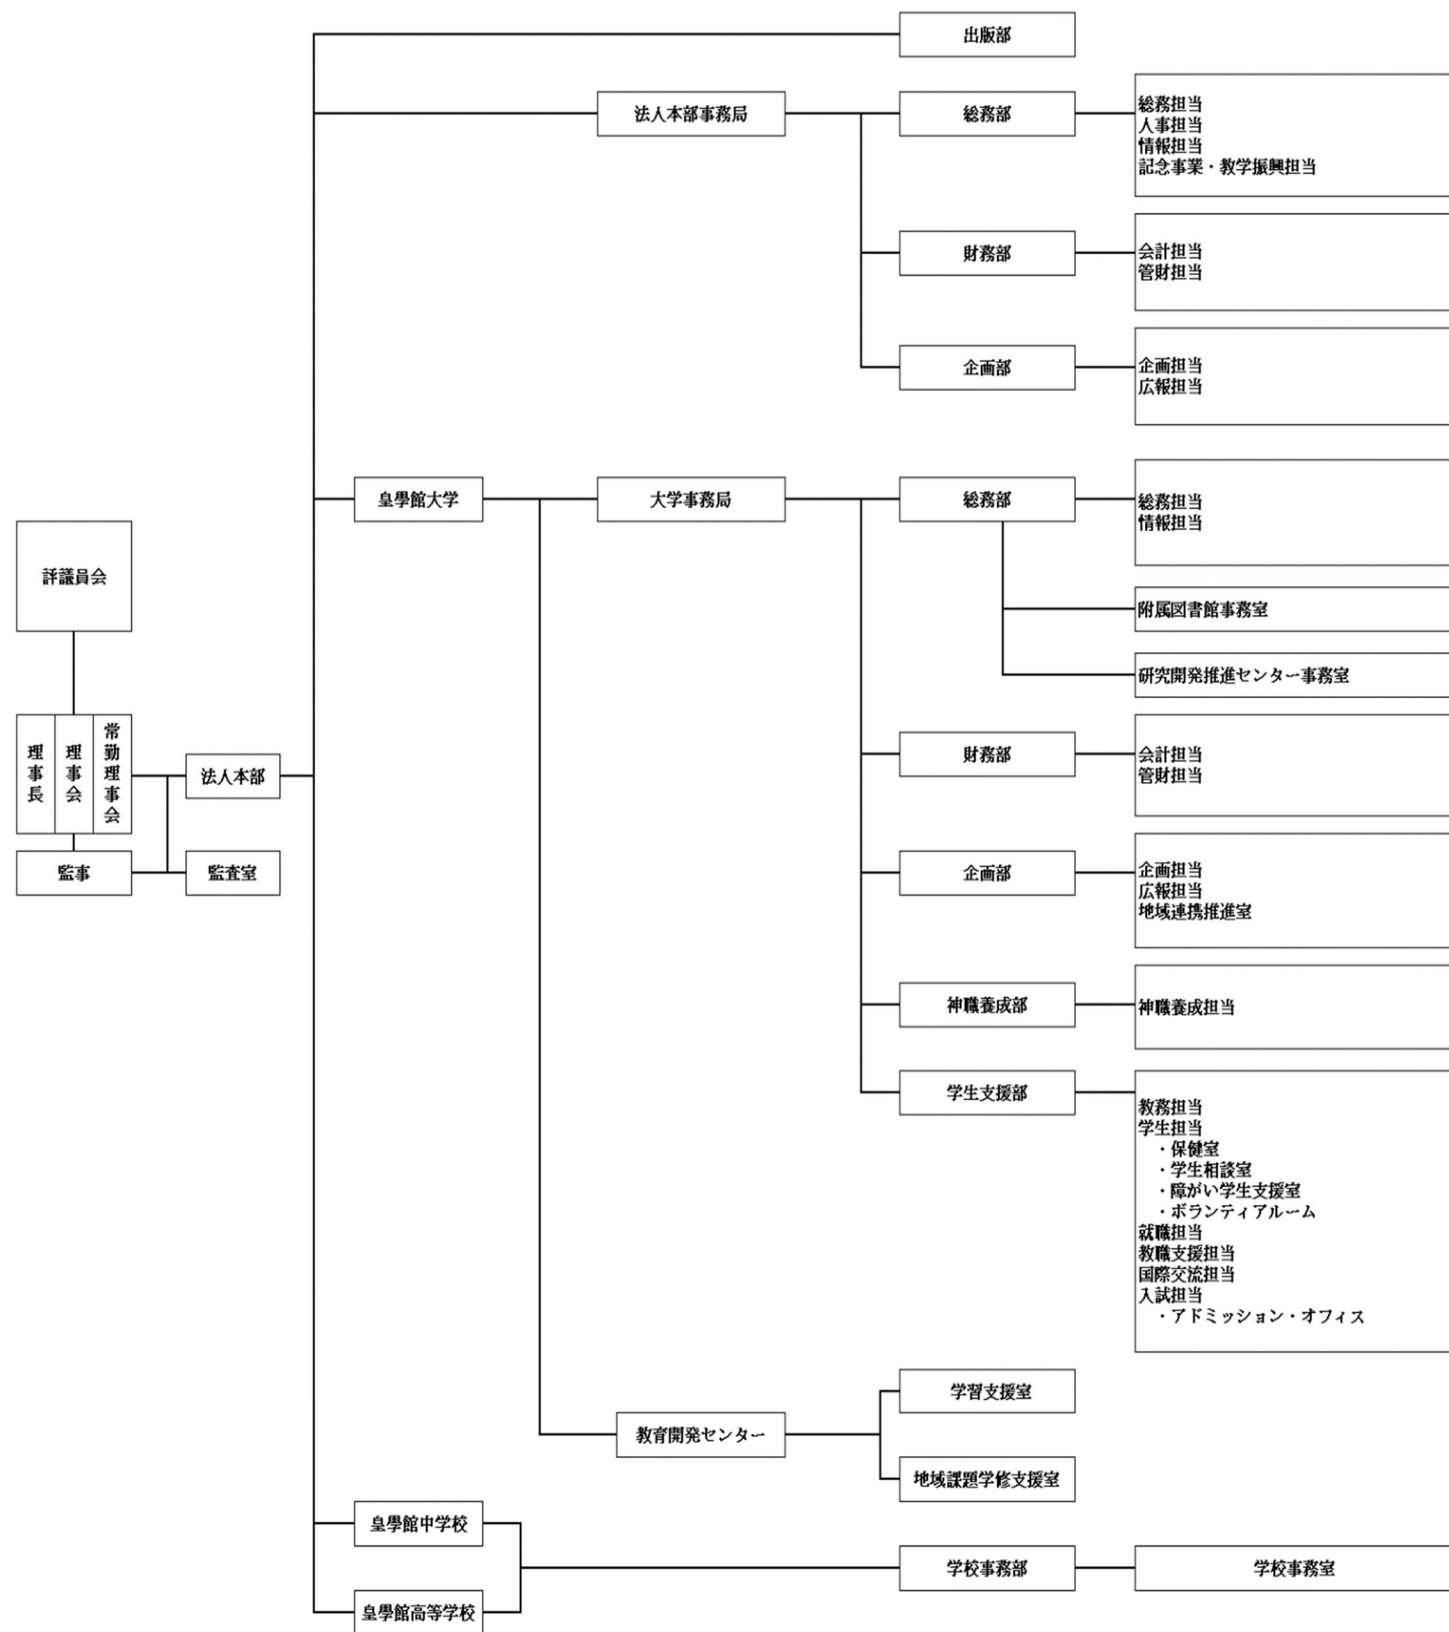 出版部
法人本部事務局
総務部
総務担当
人事担当
情報担当
記念事業・教学振興担当
財務部
会計担当
管財担当
企画部
企画担当
広報担当
皇學館大学
大学事務局
総務部
総務担当
情報担当
附属図書館事務室
研究開発推進センター事務室
評議員会
理事長
理事会
常勤理事会
法人本部
監事
監査室
財務部
会計担当
管財担当
企画部
企画担当
広報担当
地域連携推進室
神職養成部
神職養成担当
学生支援部
教務担当
学生担当
・保健室
・学生相談室
・障がい学生支援室
・ボランティアルーム
就職担当
教職支援担当
国際交流担当
入試担当
・アドミッション・オフィス
教育開発センター
学習支援室
地域課題学修支援室
皇學館中学校
皇學館高等学校
学校事務部
学校事務室